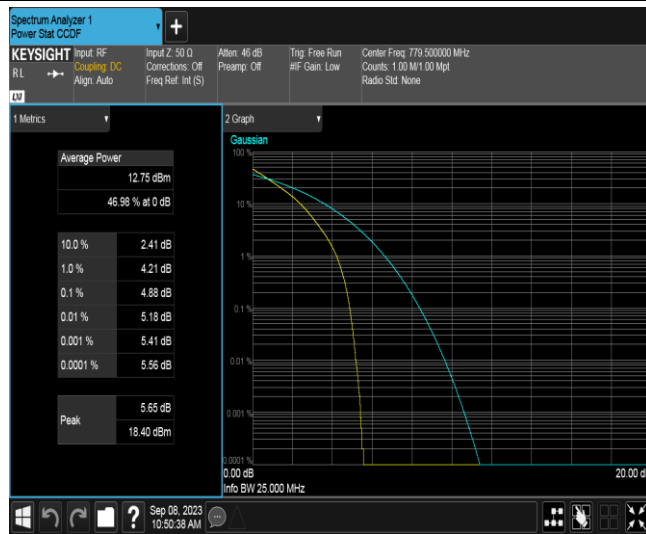 Spectrum Analyzer 1
Power Stat CCDF
+
KEYSIGHT
RL
Input: RF
Coupling: DC
Align: Auto
Input Z: 50 Ω
Corrections: Off
Freq Ref: Int (S)
Atten: 46 dB
Preamp: Off
Trig: Free Run
#IF Gain: Low
Center Freq: 779.500000 MHz
Counts: 1.00 M/1.00 Mpt
Radio Std: None
1 Metrics
Average Power
12.75 dBm
46.98 % at 0 dB
10.0 % 2.41 dB
1.0 % 4.21 dB
0.1 % 4.88 dB
0.01 % 5.18 dB
0.001 % 5.41 dB
0.0001 % 5.56 dB
Peak
5.65 dB
18.40 dBm
2 Graph
Gaussian
100 %
10 %
1 %
0.1 %
0.01 %
0.001 %
0.0001 %
0.00 dB
20.00 d
Info BW 25.000 MHz
?
Sep 08, 2023
10:50:38 AM